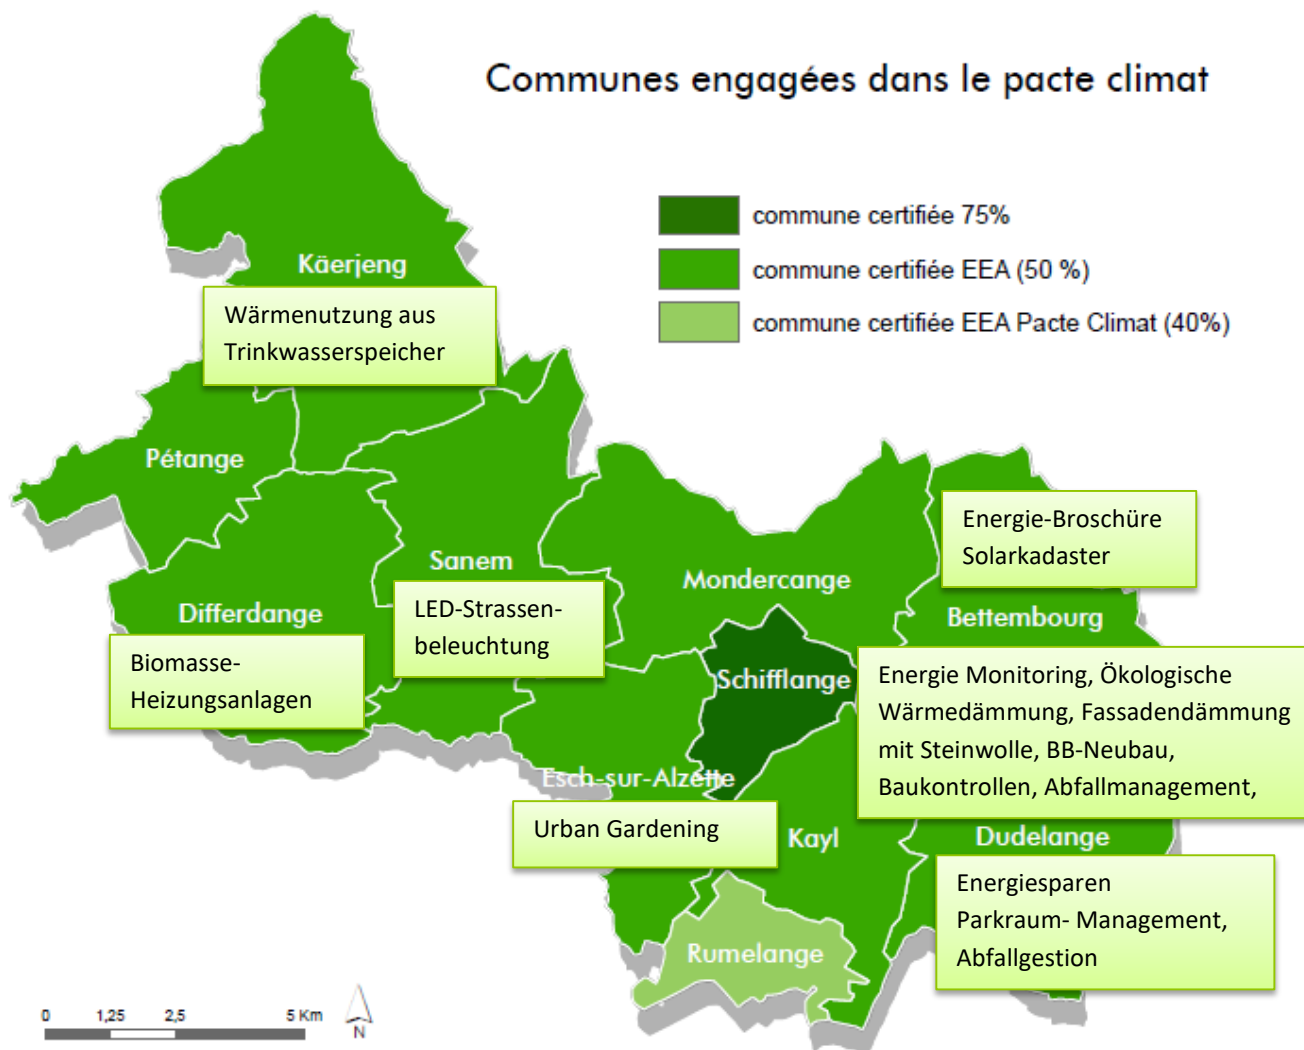 Communes engagées dans le pacte climat
commune certifiée 75%
commune certifiée EEA (50 %)
commune certifiée EEA Pacte Climat (40%)
Käerjeng
Wärmenutzung aus
Trinkwasserspeicher
Pétange
Sanem
LED-Strassen-
beleuchtung
Differdange
Biomasse-
Heizungsanlagen
Mondercange
Energie-Broschüre
Solarkadaster
Bettembourg
Schifflange
Energie Monitoring, Ökologische
Wärmedämmung, Fassadendämmung
mit Steinwolle, BB-Neubau,
Baukontrollen, Abfallmanagement,
Esch-sur-Alzette
Urban Gardening
Kayl
Dudelange
Energiesparen
Parkraum- Management,
Abfallgestion
Rumelange
0 1,25 2,5 5 Km
N